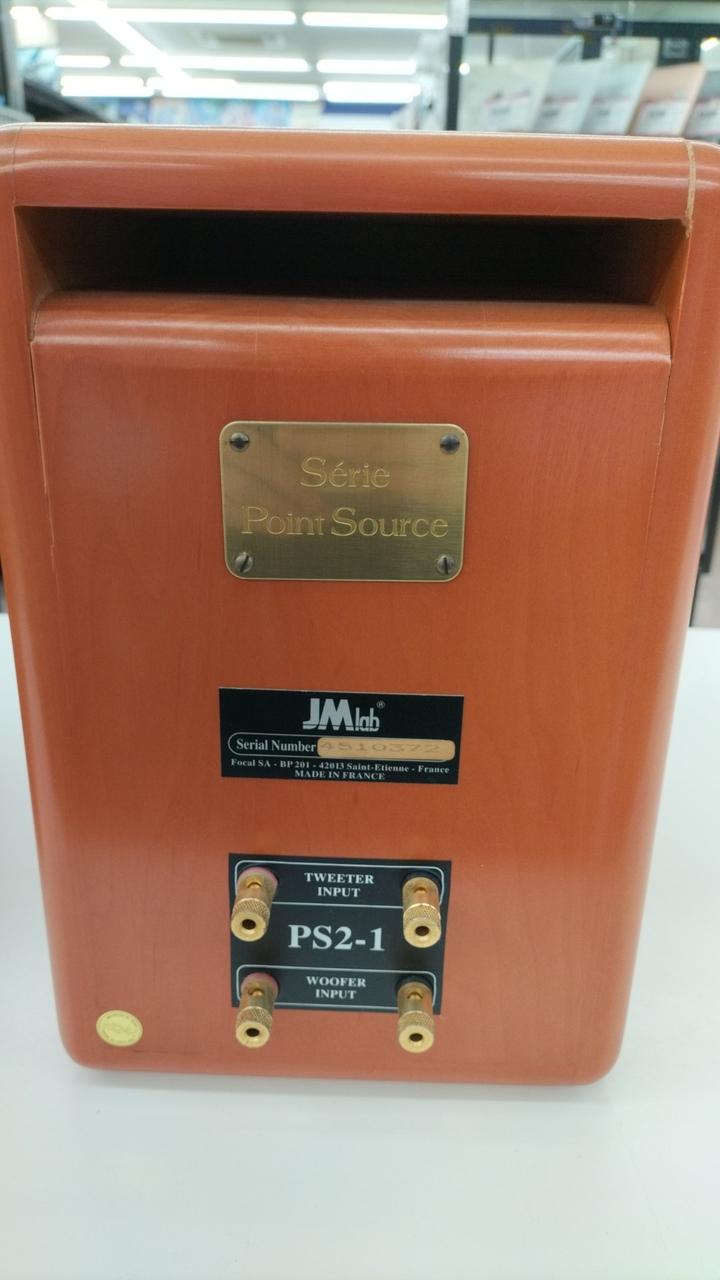 Série
Point Source
JMlab®
Serial Number 4510372
Focal SA - BP 201 - 42013 Saint-Etienne - France
MADE IN FRANCE
TWEETER
INPUT
PS2-1
WOOFER
INPUT